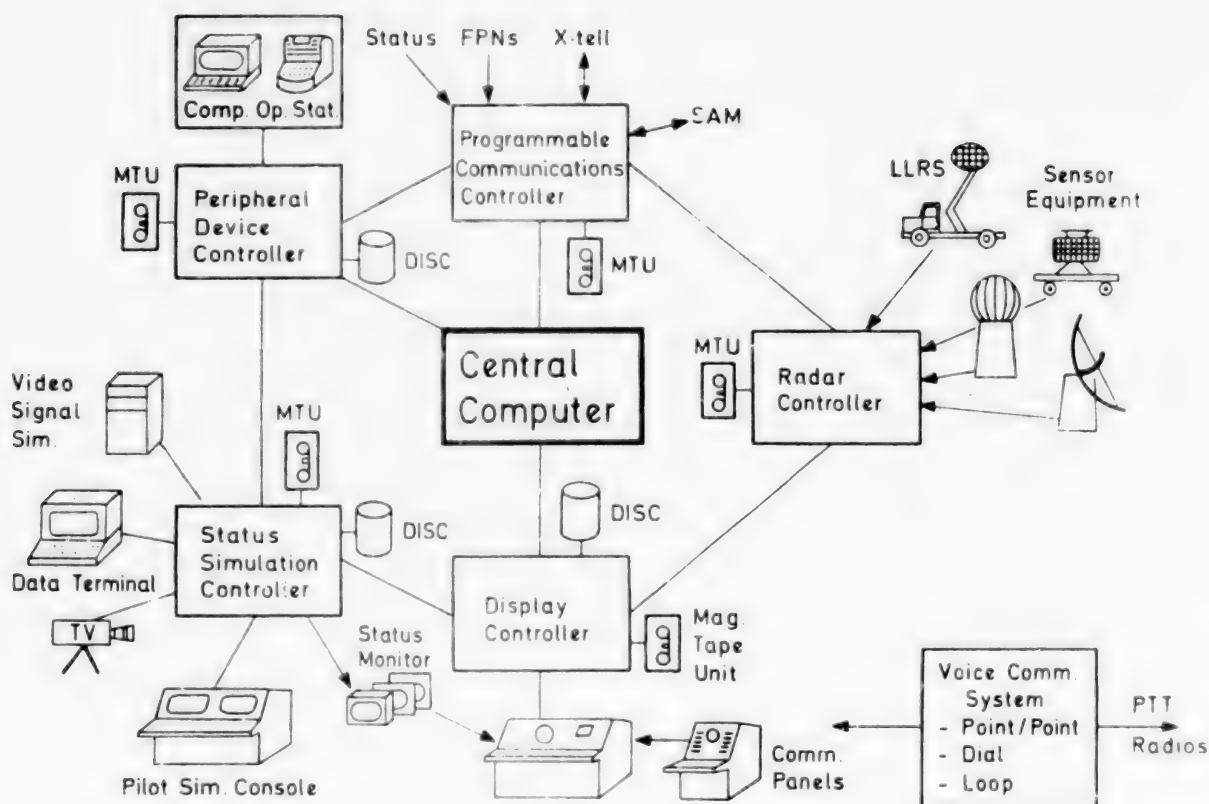 Status
FPNs
X-tell
SAM
Comp. Op. Stat.
Programmable
Communications
Controller
MTU
Peripheral
Device
Controller
DISC
MTU
LLRS
Sensor
Equipment
Central
Computer
MTU
Radar
Controller
Video
Signal
Sim.
MTU
DISC
DISC
Status
Simulation
Controller
Data Terminal
Display
Controller
TV
Status
Monitor
Mag.
Tape
Unit
Pilot Sim. Console
Comm.
Panels
Voice Comm.
System
- Point/Point
- Dial
- Loop
PTT
Radios